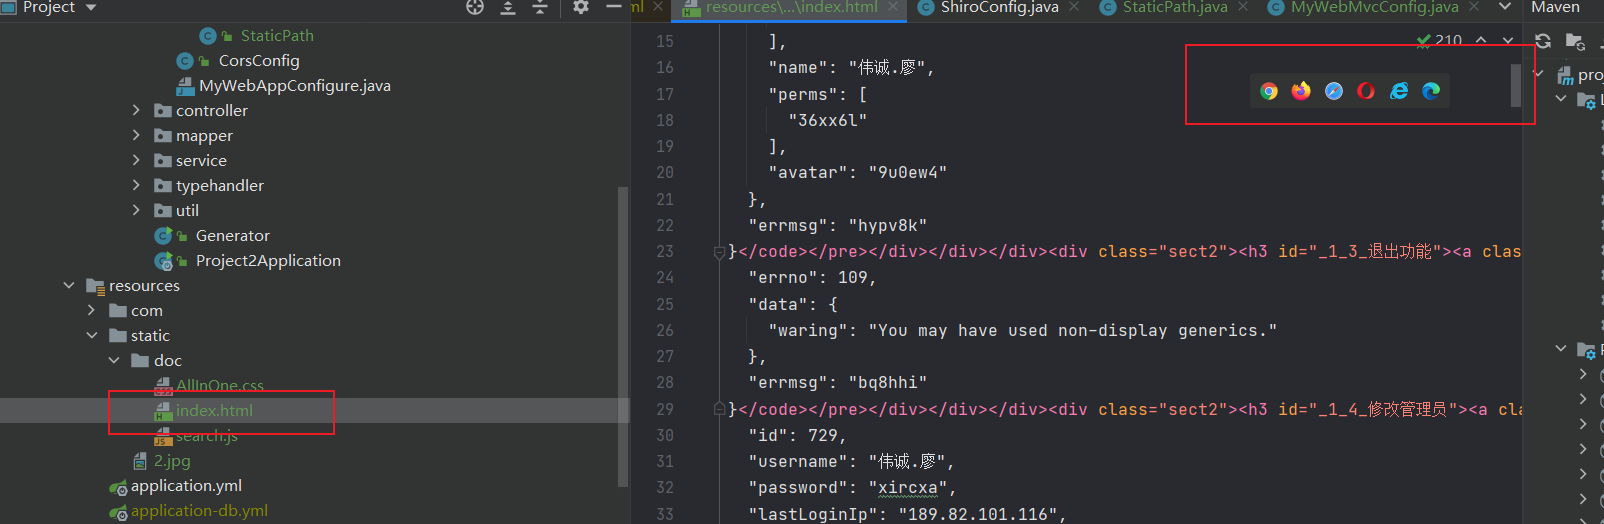 Project
StaticPath
CorsConfig
MyWebAppConfigure.java
controller
mapper
service
typehandler
util
Generator
Project2Application
resources
com
static
doc
AllInOne.css
index.html
search.js
2.jpg
application.yml
application-db.yml
ml
resources\...\index.html
ShiroConfig.java
StaticPath.java
MyWebMvcConfig.java
Maven
210
15 ],
16 "name": "伟诚.廖",
17 "perms": [
18 "36xx6l"
19 ],
20 "avatar": "9u0ew4"
21 },
22 "errmsg": "hypv8k"
23 }</code></pre></div></div></div><div class="sect2"><h3 id="_1_3_退出功能"><a clas
24 "errno": 109,
25 "data": {
26 "waring": "You may have used non-display generics."
27 },
28 "errmsg": "bq8hhi"
29 }</code></pre></div></div></div><div class="sect2"><h3 id="_1_4_修改管理员"><a cla
30 "id": 729,
31 "username": "伟诚.廖",
32 "password": "xircxa",
33 "lastLoginIp": "189.82.101.116",
proj